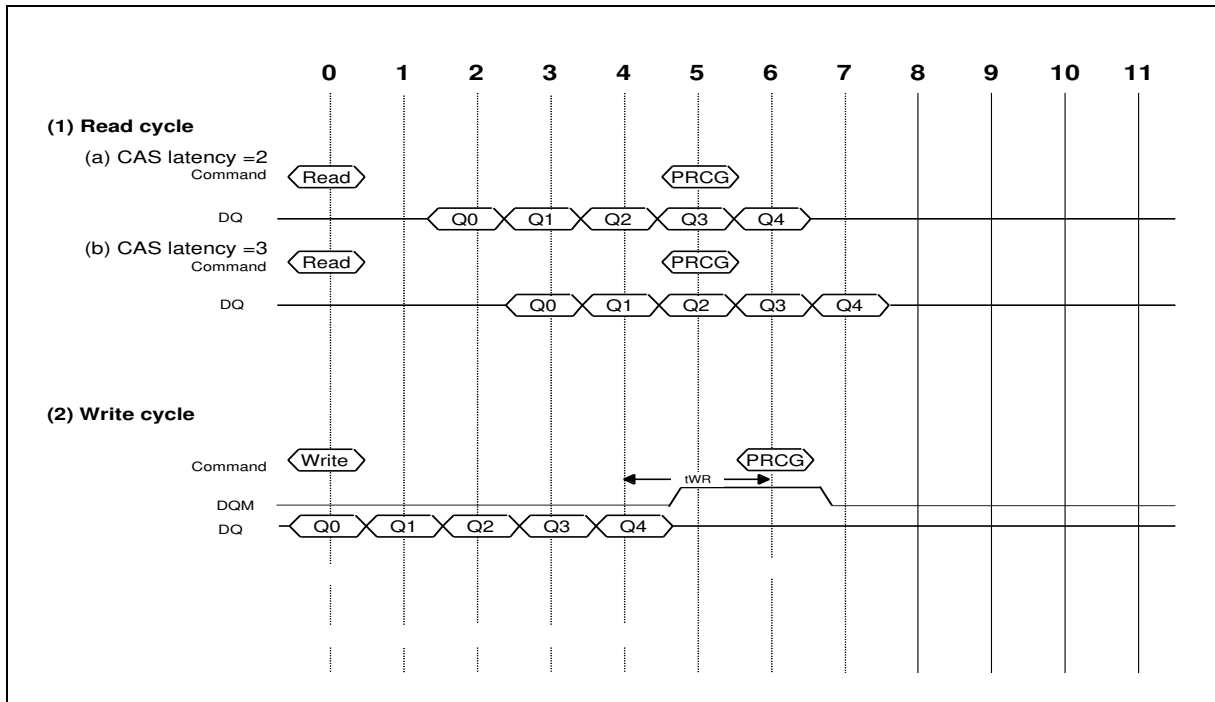 0 1 2 3 4 5 6 7 8 9 10 11
(1) Read cycle
(a) CAS latency =2
Command Read PRCG
DQ Q0 Q1 Q2 Q3 Q4
(b) CAS latency =3
Command Read PRCG
DQ Q0 Q1 Q2 Q3 Q4
(2) Write cycle
Command Write PRCG
tWR
DQM
DQ Q0 Q1 Q2 Q3 Q4